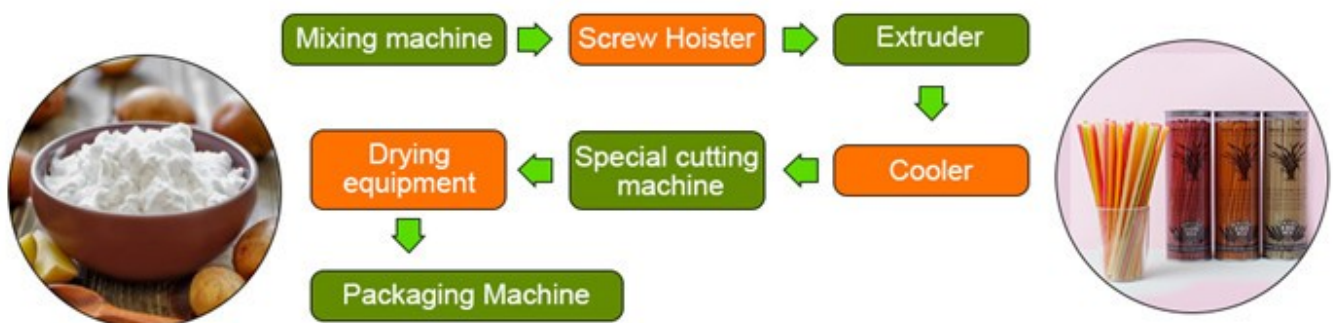 Mixing machine
Screw Hoister
Extruder
Cooler
Special cutting
machine
Drying
equipment
Packaging Machine